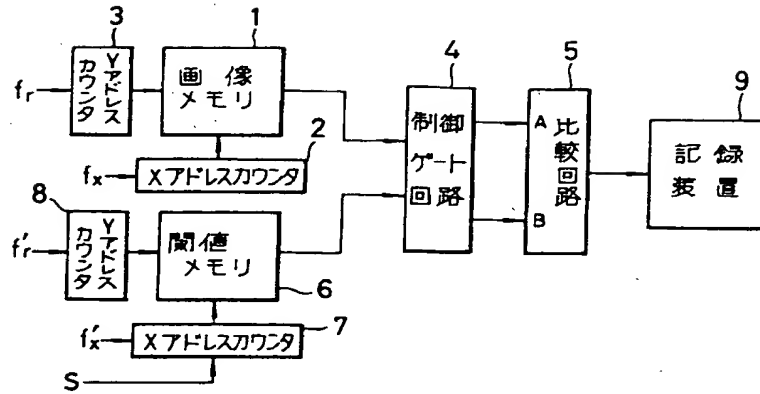 3
1
4
5
9
fr
Yアドレス
カウンタ
画像
メモリ
制御
ゲート
回路
A
B
比較回路
記録
装置
fx
Xアドレスカウンタ
2
8
f'r
Yアドレス
カウンタ
閾値
メモリ
6
7
f'x
Xアドレスカウンタ
S